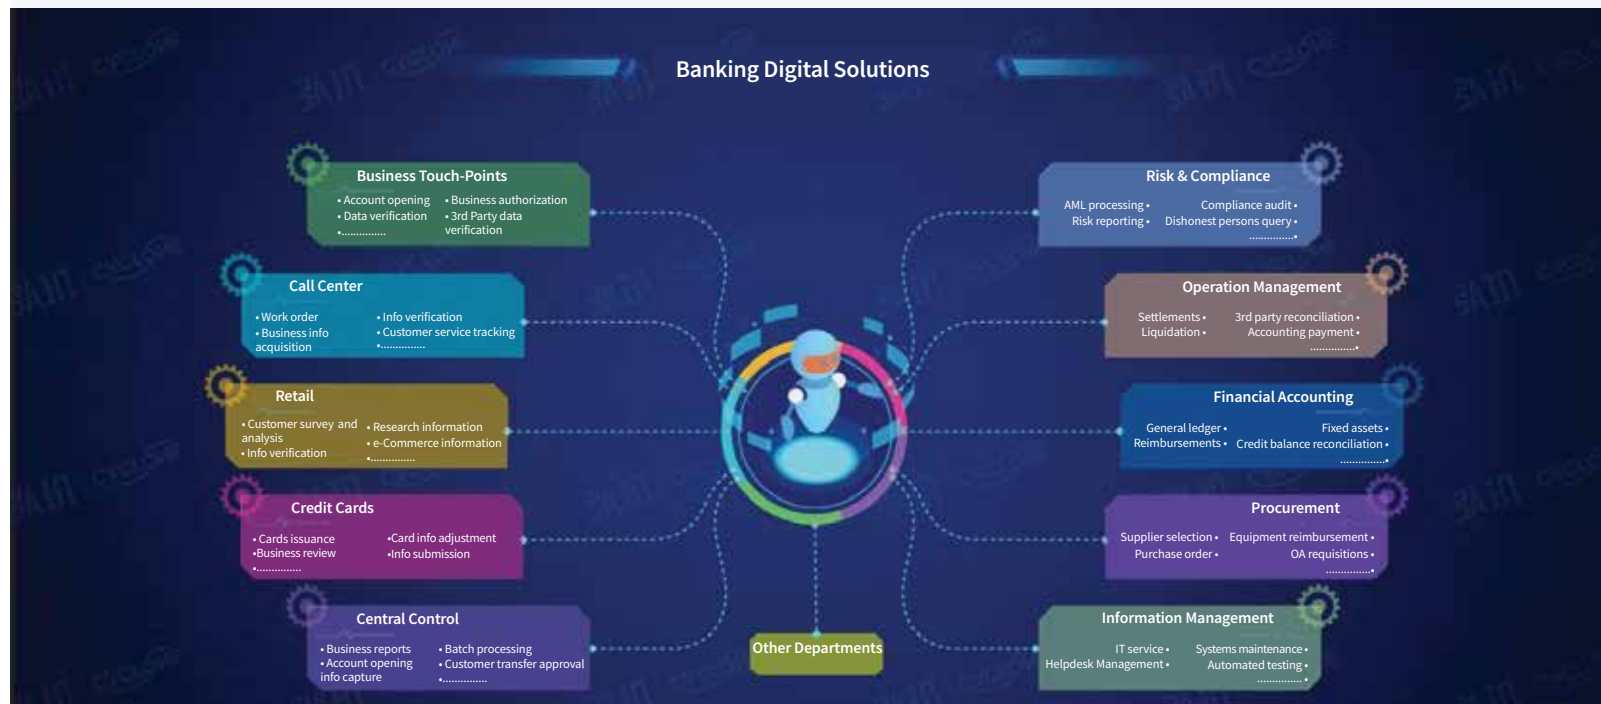 Banking Digital Solutions
Business Touch-Points
• Account opening
• Data verification
•...............
• Business authorization
• 3rd Party data
verification
Call Center
• Work order
• Business info
acquisition
• Info verification
• Customer service tracking
•...............
Retail
• Customer survey and
analysis
• Info verification
• Research information
• e-Commerce information
•...............
Credit Cards
• Cards issuance
•Business review
•...............
•Card info adjustment
•Info submission
Central Control
• Business reports
• Account opening
info capture
• Batch processing
• Customer transfer approval
•...............
Other Departments
Risk & Compliance
AML processing •
Risk reporting •
Compliance audit •
Dishonest persons query •
...............•
Operation Management
Settlements •
Liquidation •
3rd party reconciliation •
Accounting payment •
...............•
Financial Accounting
General ledger •
Reimbursements •
Fixed assets •
Credit balance reconciliation •
...............•
Procurement
Supplier selection •
Purchase order •
Equipment reimbursement •
OA requisitions •
...............•
Information Management
IT service •
Helpdesk Management •
Systems maintenance •
Automated testing •
............... •